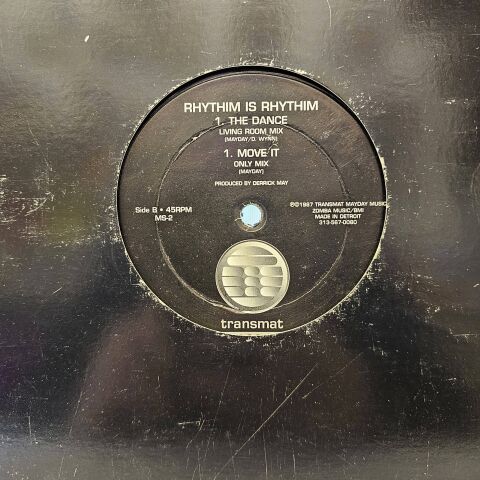 RHYTHIM IS RHYTHIM
1. THE DANCE
LIVING ROOM MIX
(MAYDAY/D. WYNN)
1. MOVE IT
ONLY MIX
(MAYDAY)
PRODUCED BY DERRICK MAY
Side B • 45RPM
MS-2
℗©1987 TRANSMAT MAYDAY MUSIC
ZOMBA MUSIC/BMI
MADE IN DETROIT
313-567-0080
transmat